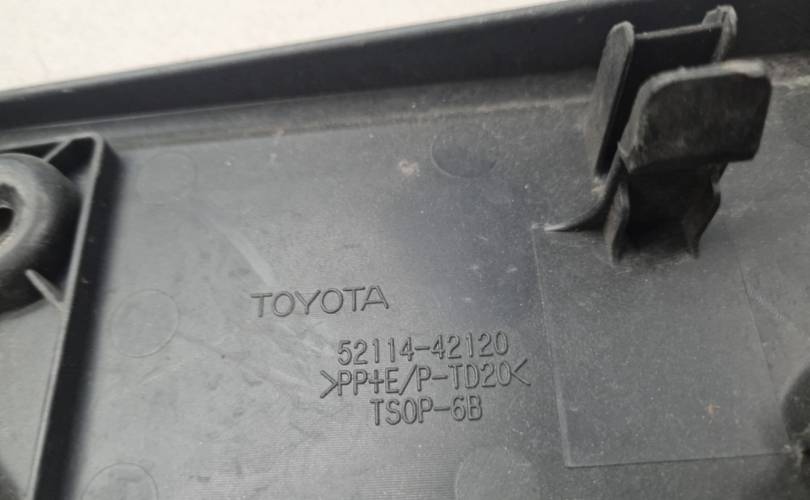 TOYOTA
52114-42120
>PP+E/P-TD20<
TSOP-6B